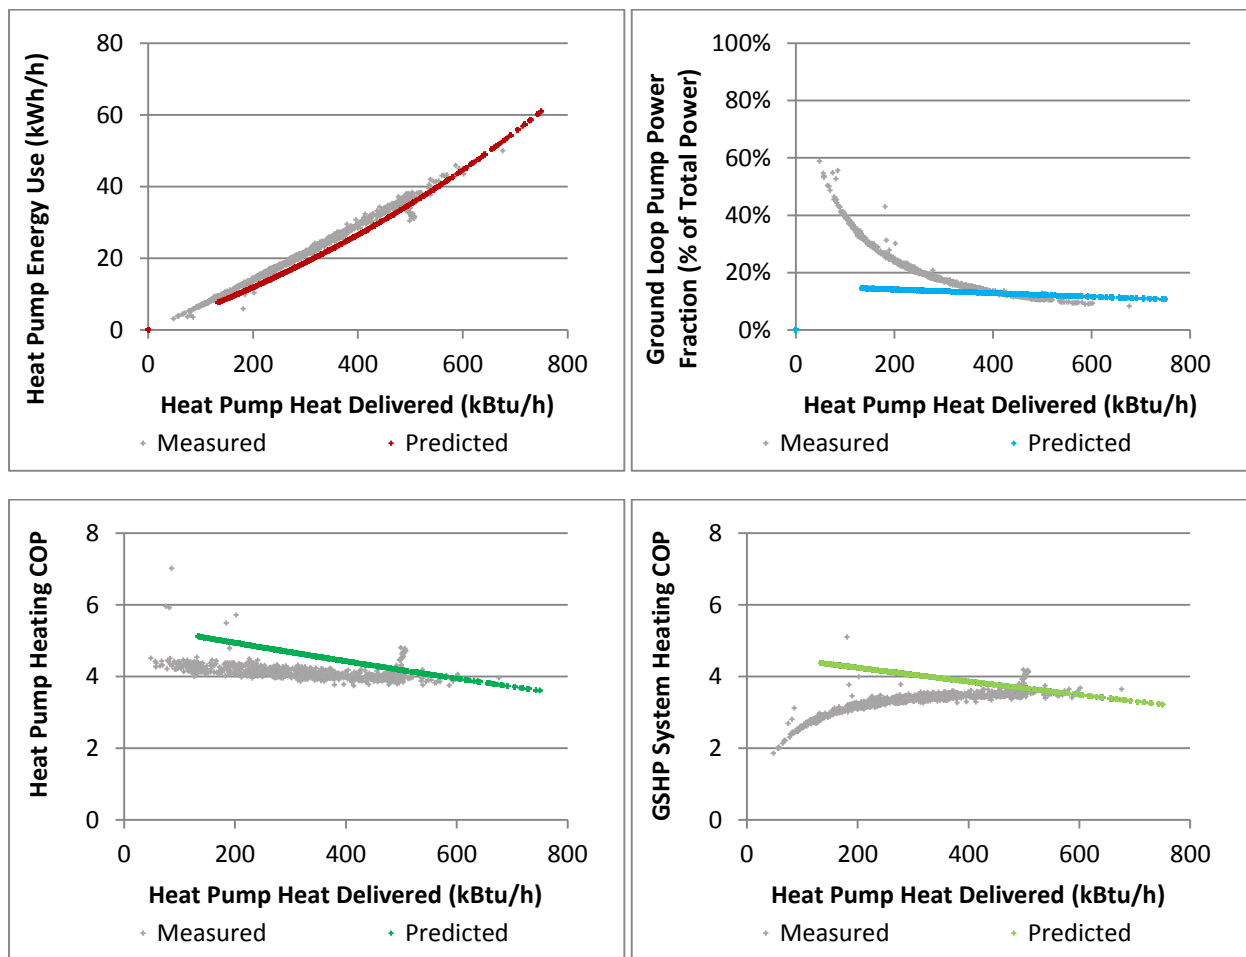 Heat Pump Energy Use (kWh/h)
80
60
40
20
0
0 200 400 600 800
Heat Pump Heat Delivered (kBtu/h)
Measured Predicted
Ground Loop Pump Power
Fraction (% of Total Power)
100%
80%
60%
40%
20%
0%
0 200 400 600 800
Heat Pump Heat Delivered (kBtu/h)
Measured Predicted
Heat Pump Heating COP
8
6
4
2
0
0 200 400 600 800
Heat Pump Heat Delivered (kBtu/h)
Measured Predicted
GSHP System Heating COP
8
6
4
2
0
0 200 400 600 800
Heat Pump Heat Delivered (kBtu/h)
Measured Predicted